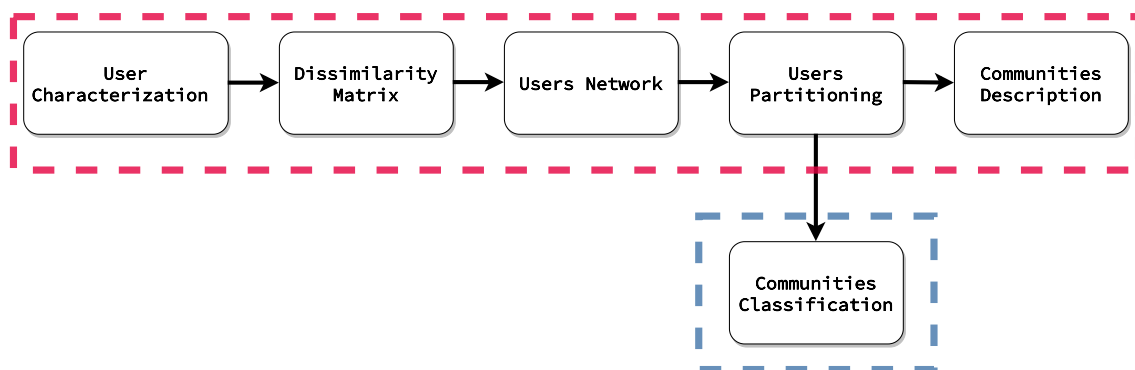 User
Characterization
Dissimilarity
Matrix
Users Network
Users
Partitioning
Communities
Description
Communities
Classification